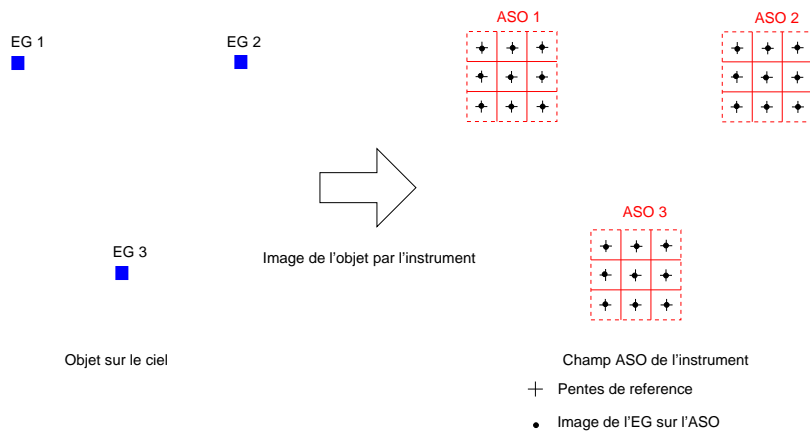 ASO 1
ASO 2
EG 1
EG 2
ASO 3
EG 3
Image de l'objet par l'instrument
Objet sur le ciel
Champ ASO de l'instrument
Pentes de reference
Image de l'EG sur l'ASO